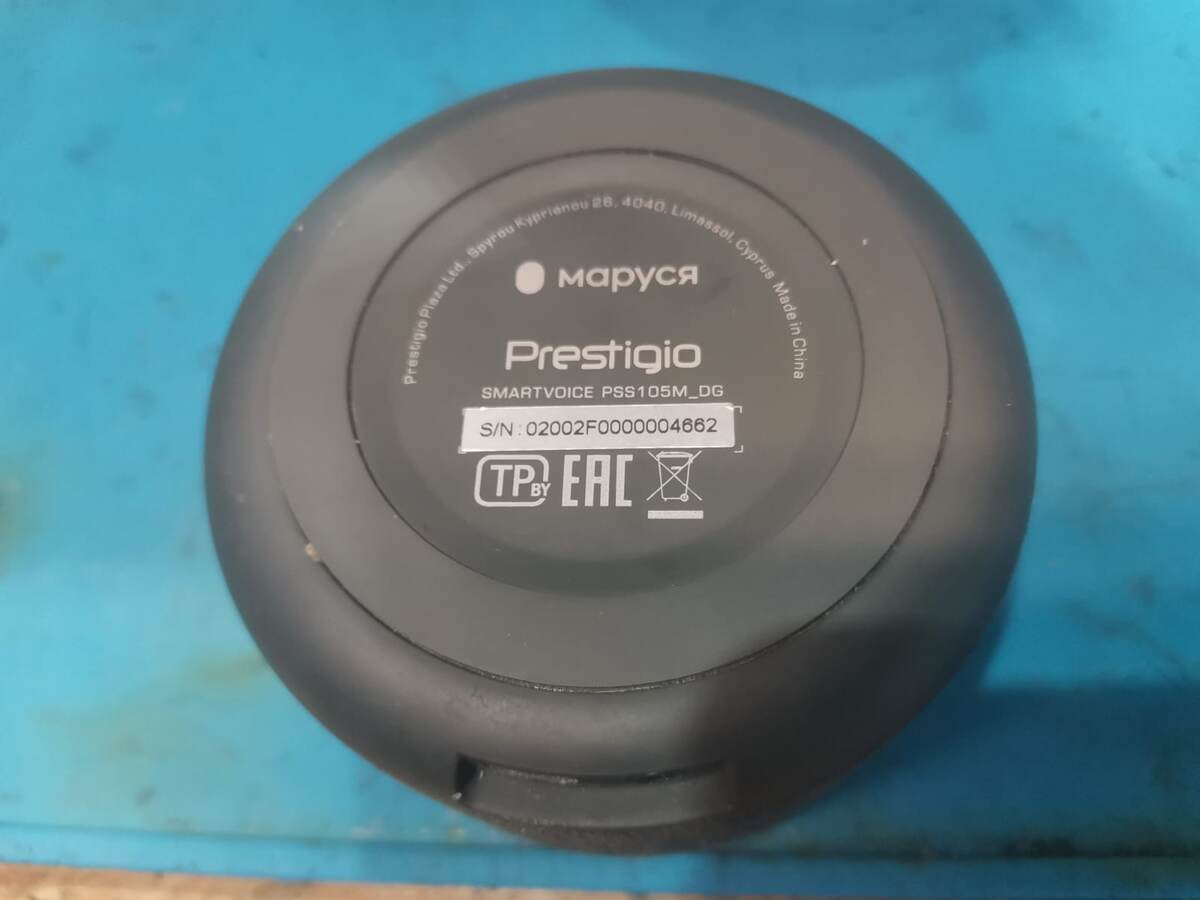 Prestigio Plaza Ltd., Spyrou Kyprianou 26, 4040, Limassol, Cyprus Made in China
маруся
Prestigio
SMARTVOICE PSS105M_DG
S/N: 02002F0000004662
TP BY EAC